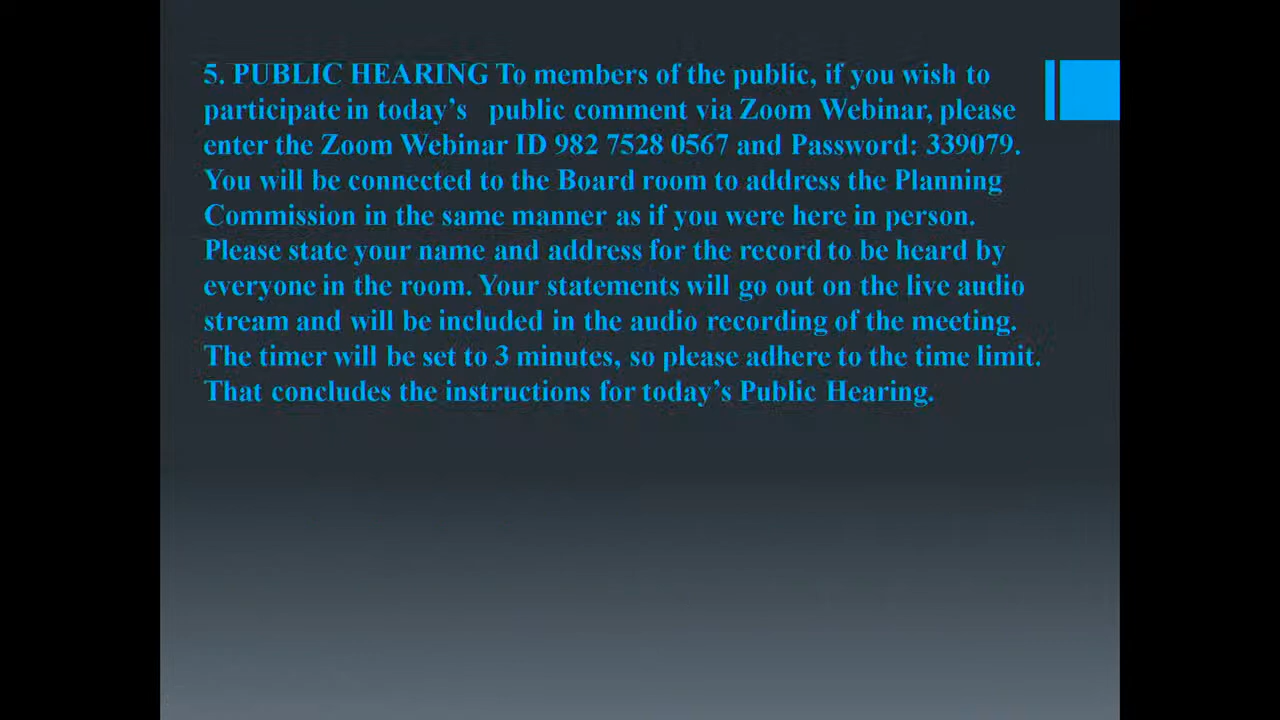 5. PUBLIC HEARING To members of the public, if you wish to
participate in today’s public comment via Zoom Webinar, please
enter the Zoom Webinar ID 982 7528 0567 and Password: 339079.
You will be connected to the Board room to address the Planning
Commission in the same manner as if you were here in person.
Please state your name and address for the record to be heard by
everyone in the room. Your statements will go out on the live audio
stream and will be included in the audio recording of the meeting.
The timer will be set to 3 minutes, so please adhere to the time limit.
That concludes the instructions for today’s Public Hearing.